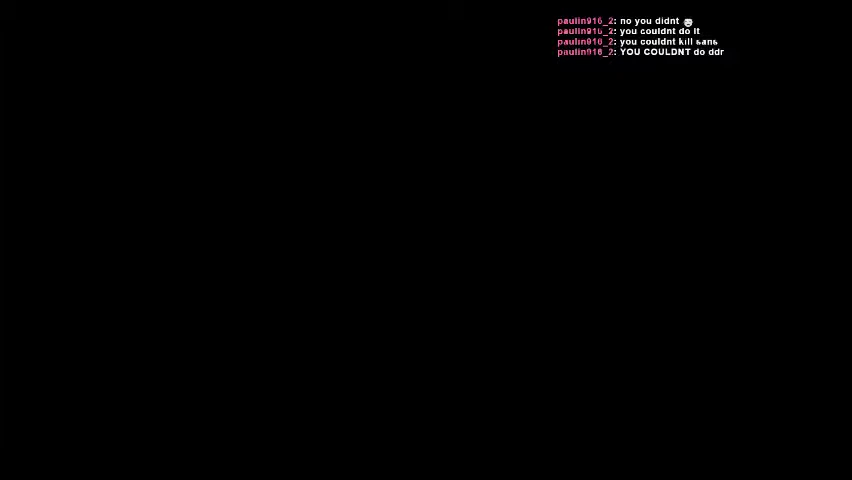 paulin916_2: no you didnt
paulin916_2: you couldnt do it
paulin916_2: you couldnt kill sans
paulin916_2: YOU COULDNT do ddr